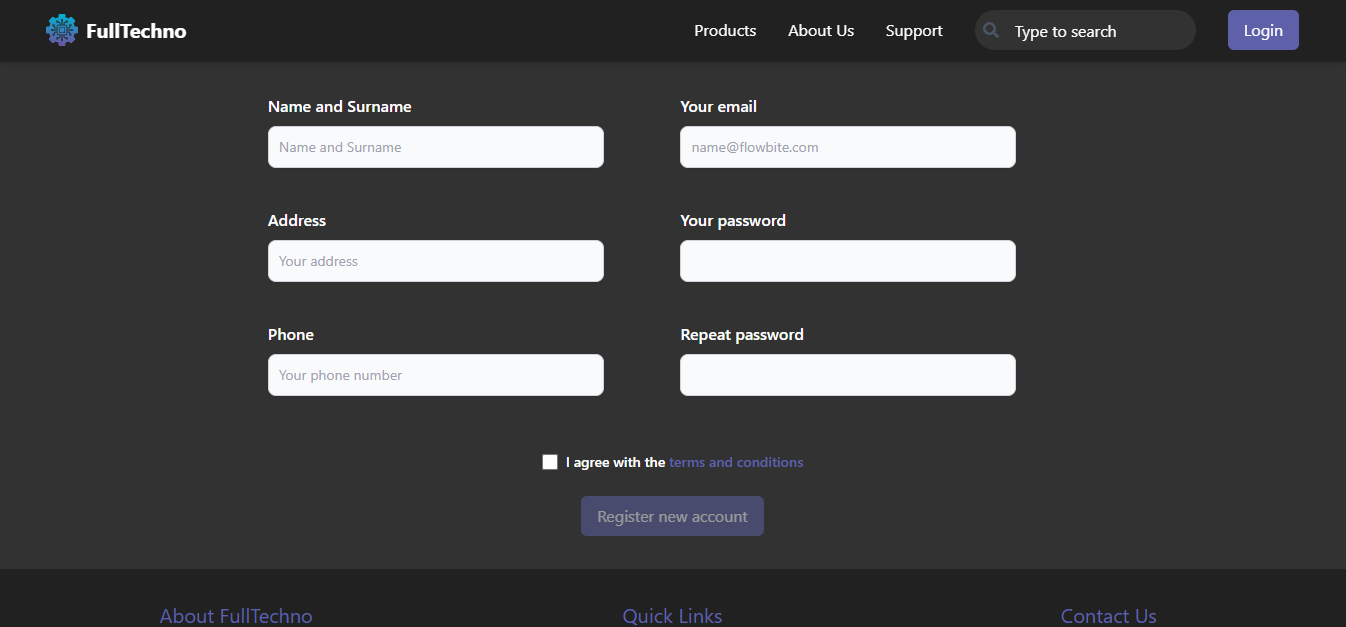 FullTechno
Products About Us Support Type to search Login
Name and Surname
Name and Surname
Your email
name@flowbite.com
Address
Your address
Your password
Phone
Your phone number
Repeat password
I agree with the terms and conditions
Register new account
About FullTechno
Quick Links
Contact Us